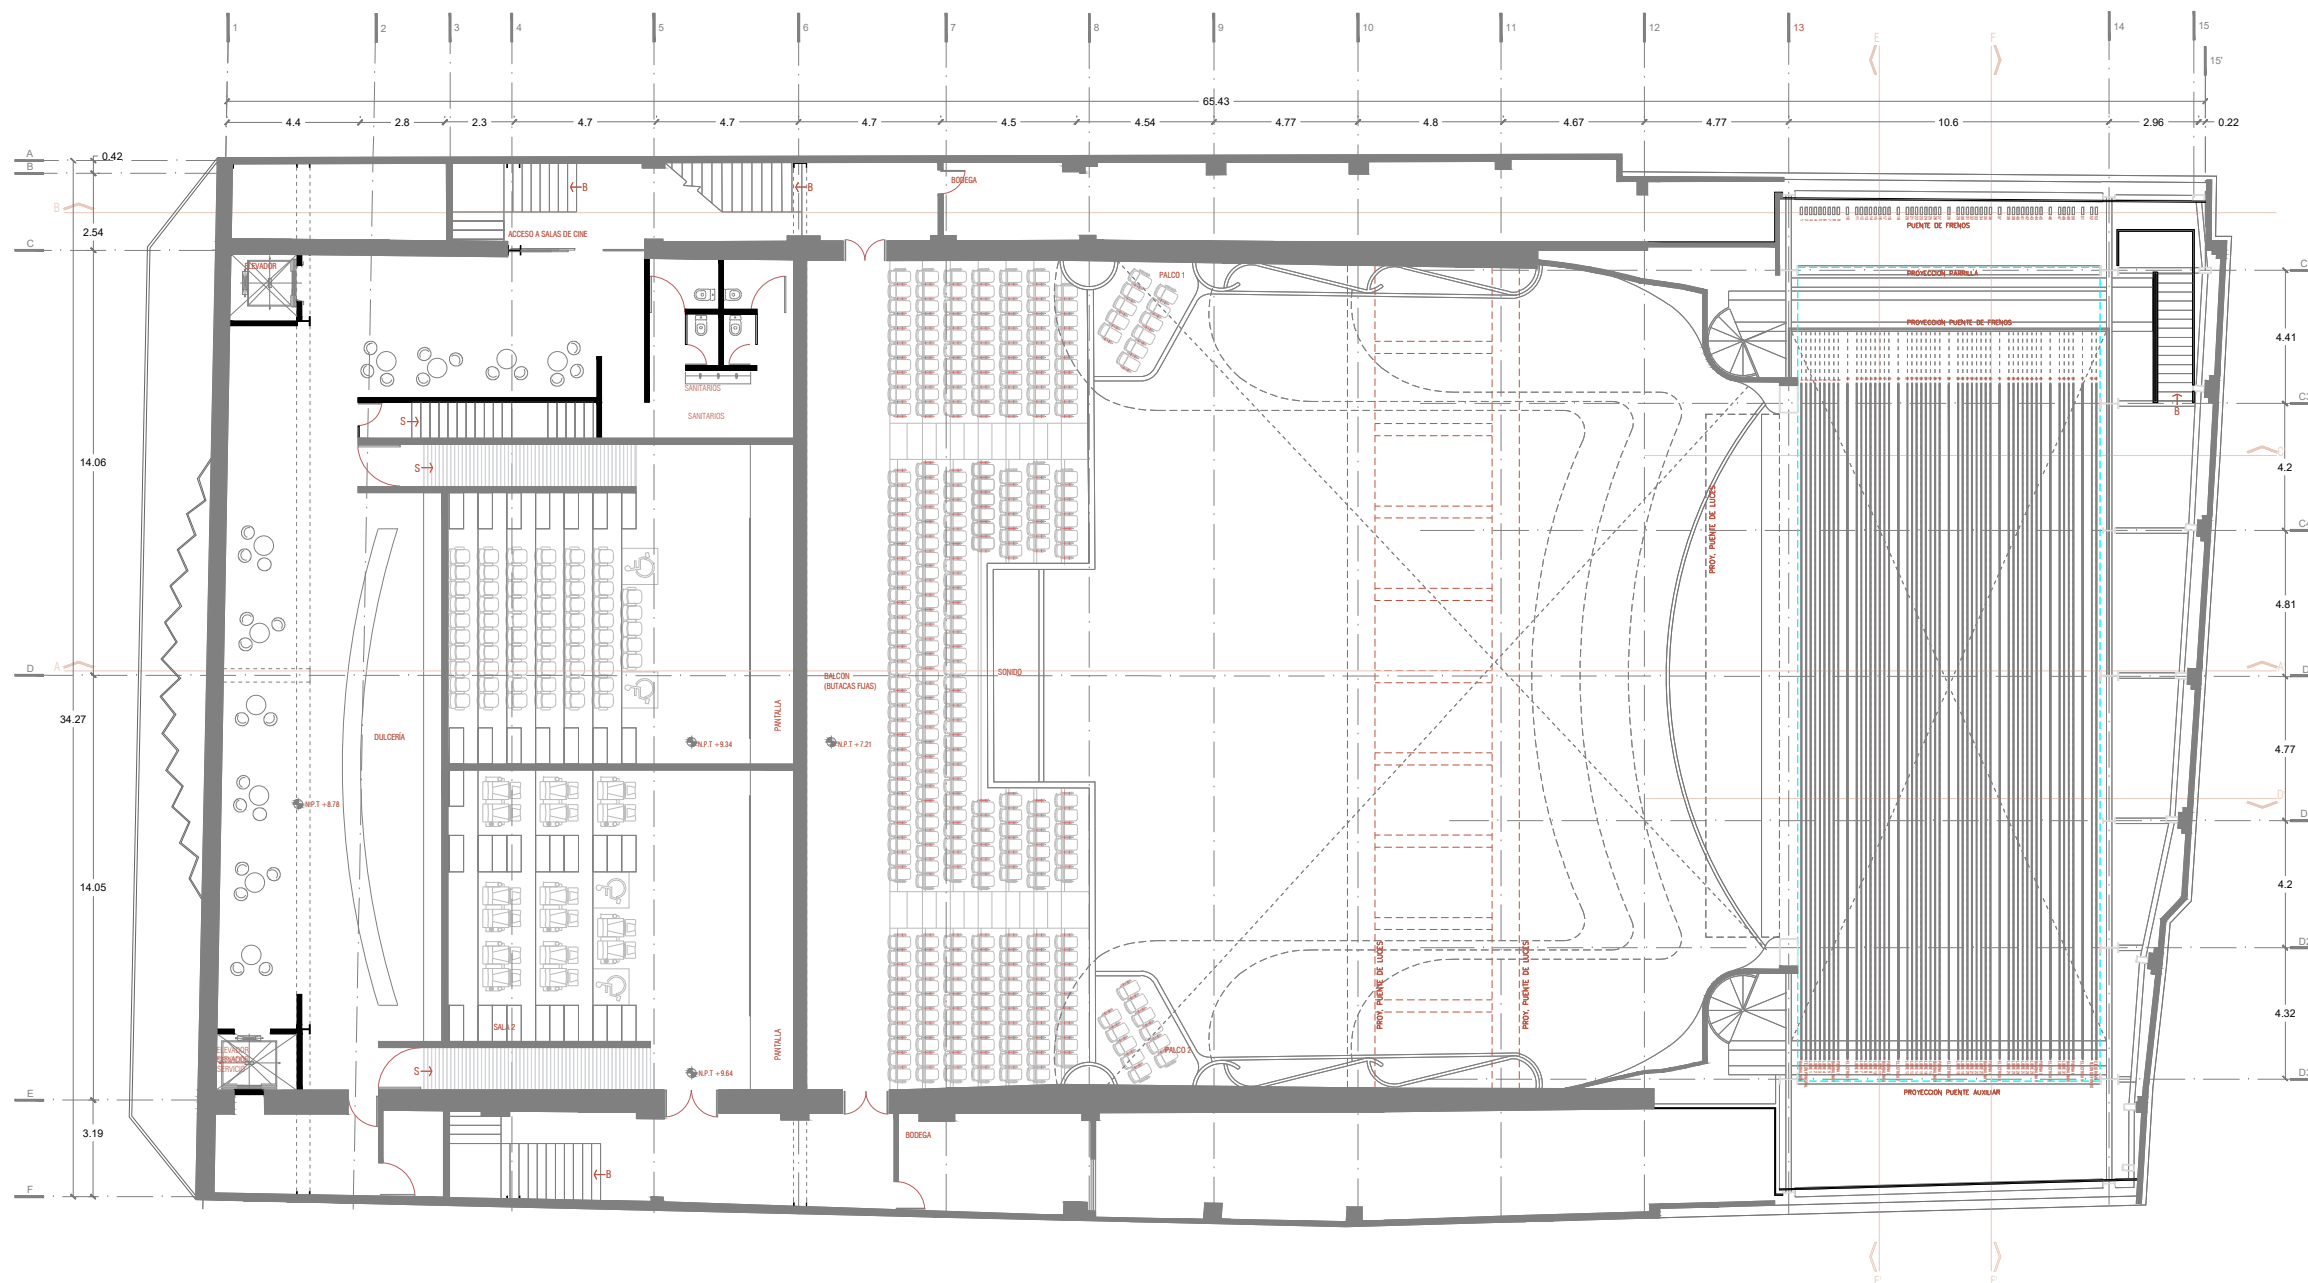 1 2 3 4 5 6 7 8 9 10 11 12 13 14 15
15'
E F
65.43
4.4 2.8 2.3 4.7 4.7 4.7 4.5 4.54 4.77 4.8 4.67 4.77 10.6 2.96 0.22
A
0.42
B
BODEGA
B
B
B
2.54
ACCESO A SALAS DE CINE
PUENTE DE FRENOS
C
ELEVADOR
PALCO 1
PROYECCION PARRILLA
PROYECCION PUENTE DE FRENOS
4.41
SANITARIOS
SANITARIOS
B
S
S
14.06
4.2
PROY. PUENTE DE LUCES
4.81
A
D
SONIDO
BALCON
(BUTACAS FIJAS)
34.27
PANTALLA
DULCERÍA
N.P.T +9.34
N.P.T +7.21
4.77
N.P.T +8.78
14.05
4.2
PROY. PUENTE DE LUCES
PROY. PUENTE DE LUCES
D2
SALA 2
4.32
PANTALLA
ELEVADOR
SERVICIO
PALCO 2
S
N.P.T +9.64
PROYECCION PUENTE AUXILIAR
E
3.19
BODEGA
B
F